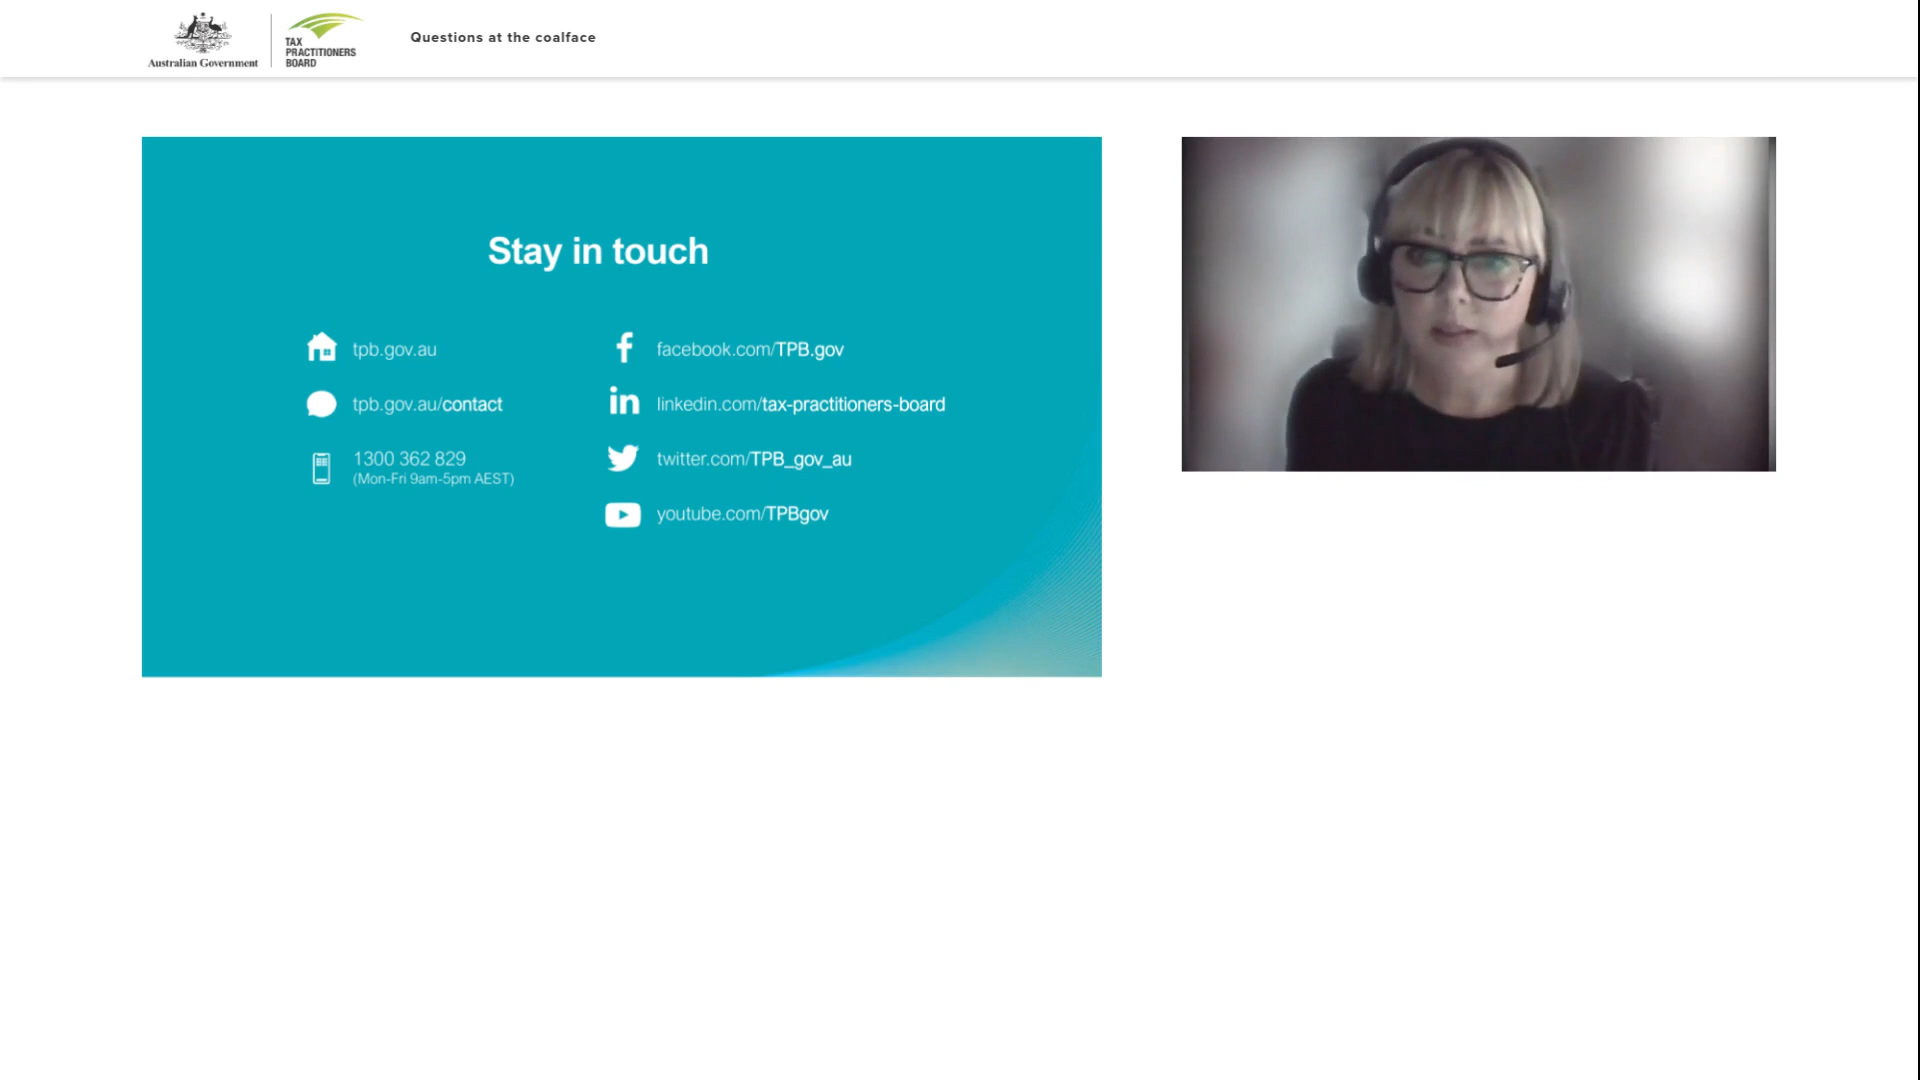 Australian Government
TAX
PRACTITIONERS
BOARD
Questions at the coalface
Stay in touch
tpb.gov.au
tpb.gov.au/contact
1300 362 829
(Mon-Fri 9am-5pm AEST)
facebook.com/TPB.gov
linkedin.com/tax-practitioners-board
twitter.com/TPB_gov_au
youtube.com/TPBgov